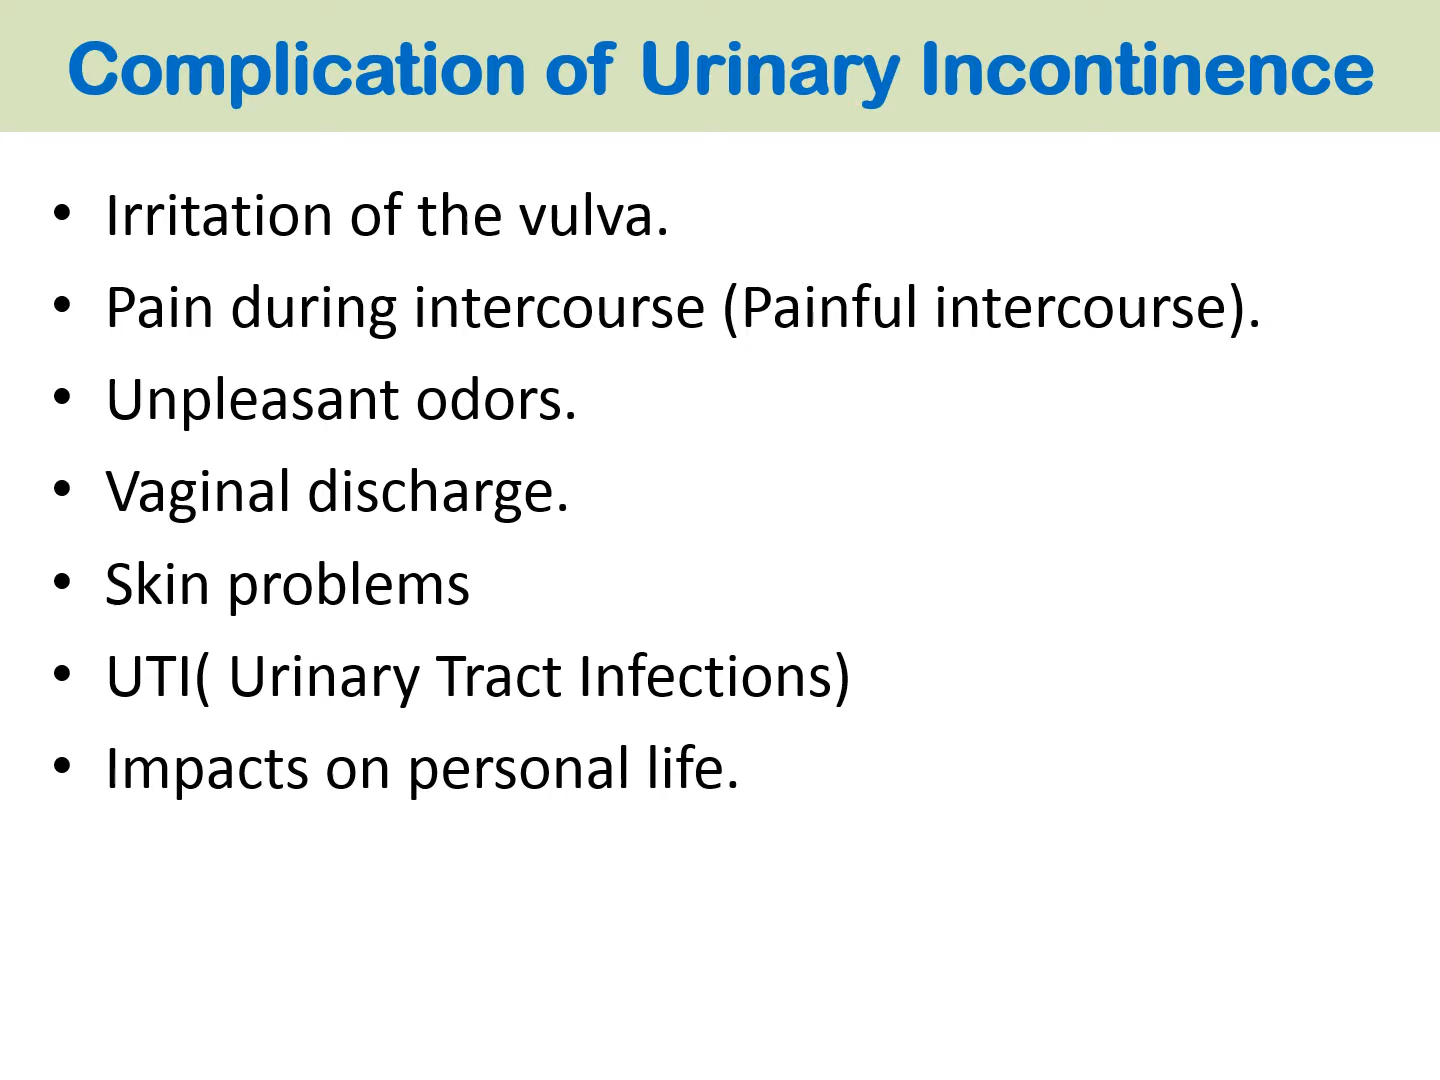 Complication of Urinary Incontinence
• Irritation of the vulva.
• Pain during intercourse (Painful intercourse).
• Unpleasant odors.
• Vaginal discharge.
• Skin problems
• UTI( Urinary Tract Infections)
• Impacts on personal life.